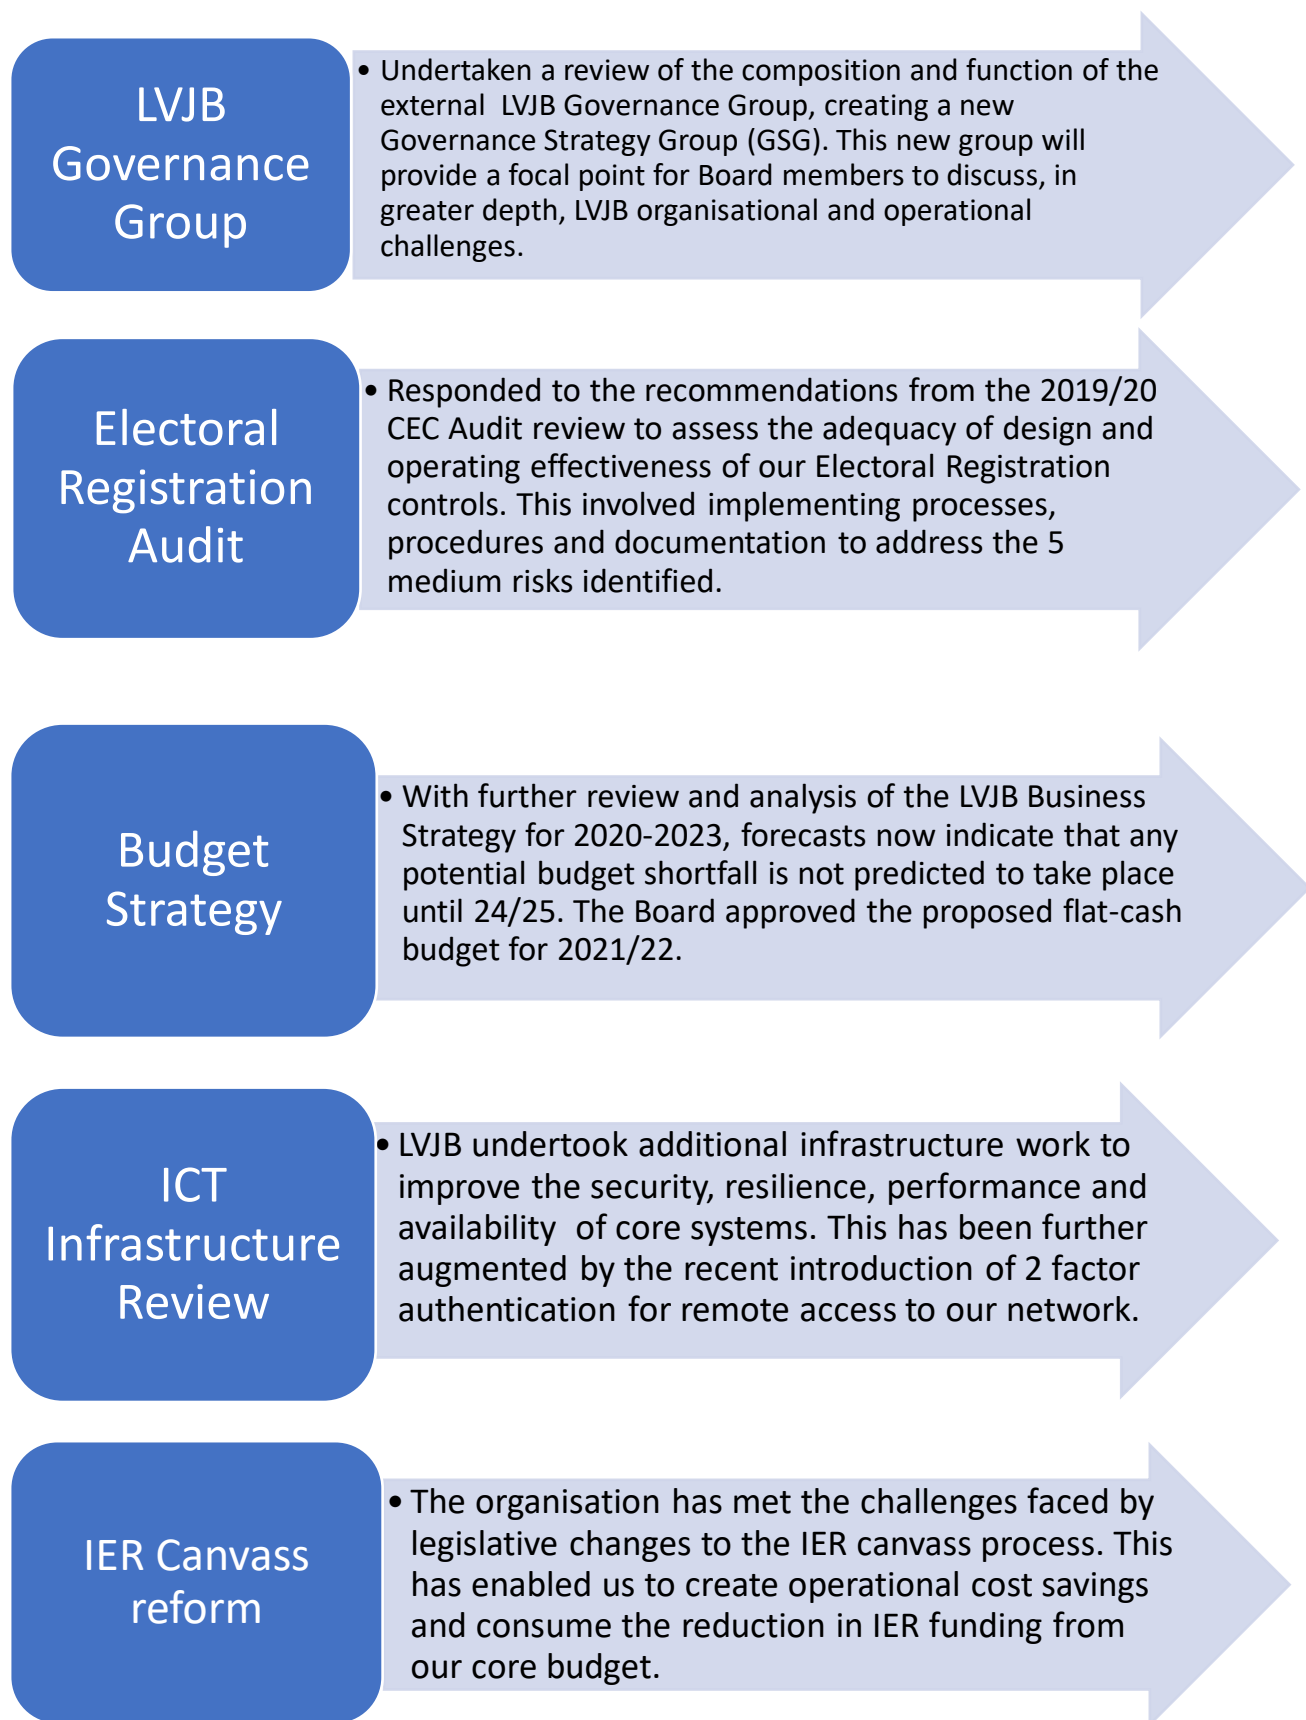 LVJB
Governance
Group
• Undertaken a review of the composition and function of the
external  LVJB Governance Group, creating a new
Governance Strategy Group (GSG). This new group will
provide a focal point for Board members to discuss, in
greater depth, LVJB organisational and operational
challenges.
Electoral
Registration
Audit
• Responded to the recommendations from the 2019/20
CEC Audit review to assess the adequacy of design and
operating effectiveness of our Electoral Registration
controls. This involved implementing processes,
procedures and documentation to address the 5
medium risks identified.
Budget
Strategy
• With further review and analysis of the LVJB Business
Strategy for 2020-2023, forecasts now indicate that any
potential budget shortfall is not predicted to take place
until 24/25. The Board approved the proposed flat-cash
budget for 2021/22.
ICT
Infrastructure
Review
• LVJB undertook additional infrastructure work to
improve the security, resilience, performance and
availability  of core systems. This has been further
augmented by the recent introduction of 2 factor
authentication for remote access to our network.
IER Canvass
reform
• The organisation has met the challenges faced by
legislative changes to the IER canvass process. This
has enabled us to create operational cost savings
and consume the reduction in IER funding from
our core budget.